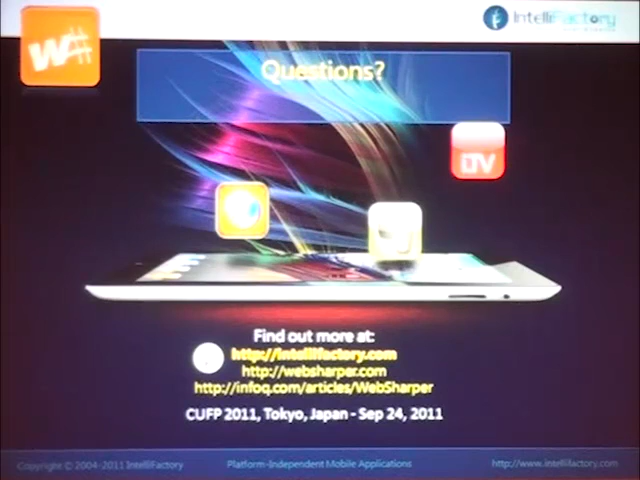 W#
IntelliFactory
Questions?
iTV
Find out more at:
http://intellifactory.com
http://websharper.com
http://infoq.com/articles/WebSharper
CUFP 2011, Tokyo, Japan - Sep 24, 2011
Copyright © 2004-2011 IntelliFactory
Platform-Independent Mobile Applications
http://www.intellifactory.com